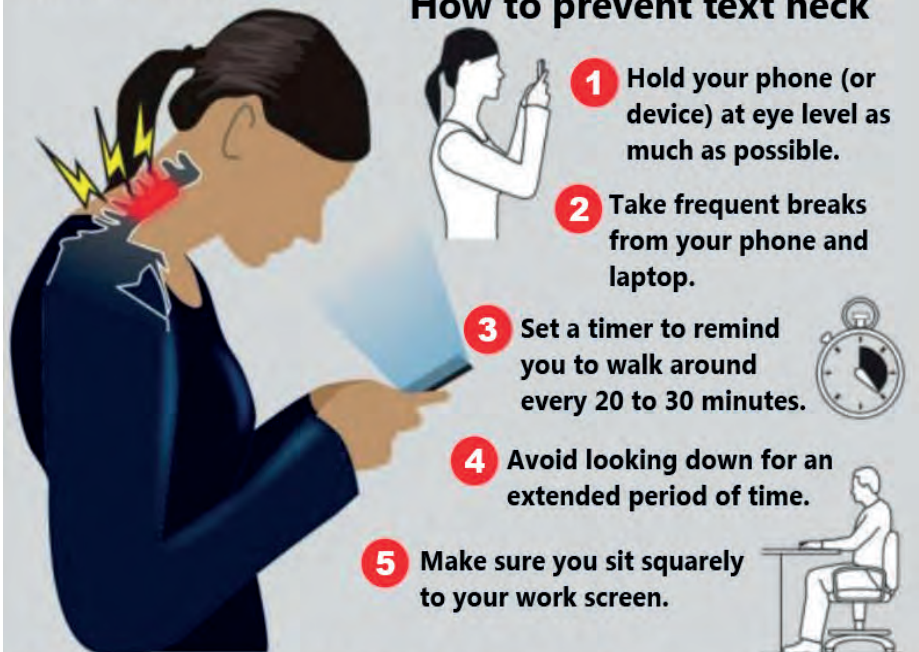 How to prevent text neck
1 Hold your phone (or
device) at eye level as
much as possible.
2 Take frequent breaks
from your phone and
laptop.
3 Set a timer to remind
you to walk around
every 20 to 30 minutes.
4 Avoid looking down for an
extended period of time.
5 Make sure you sit squarely
to your work screen.